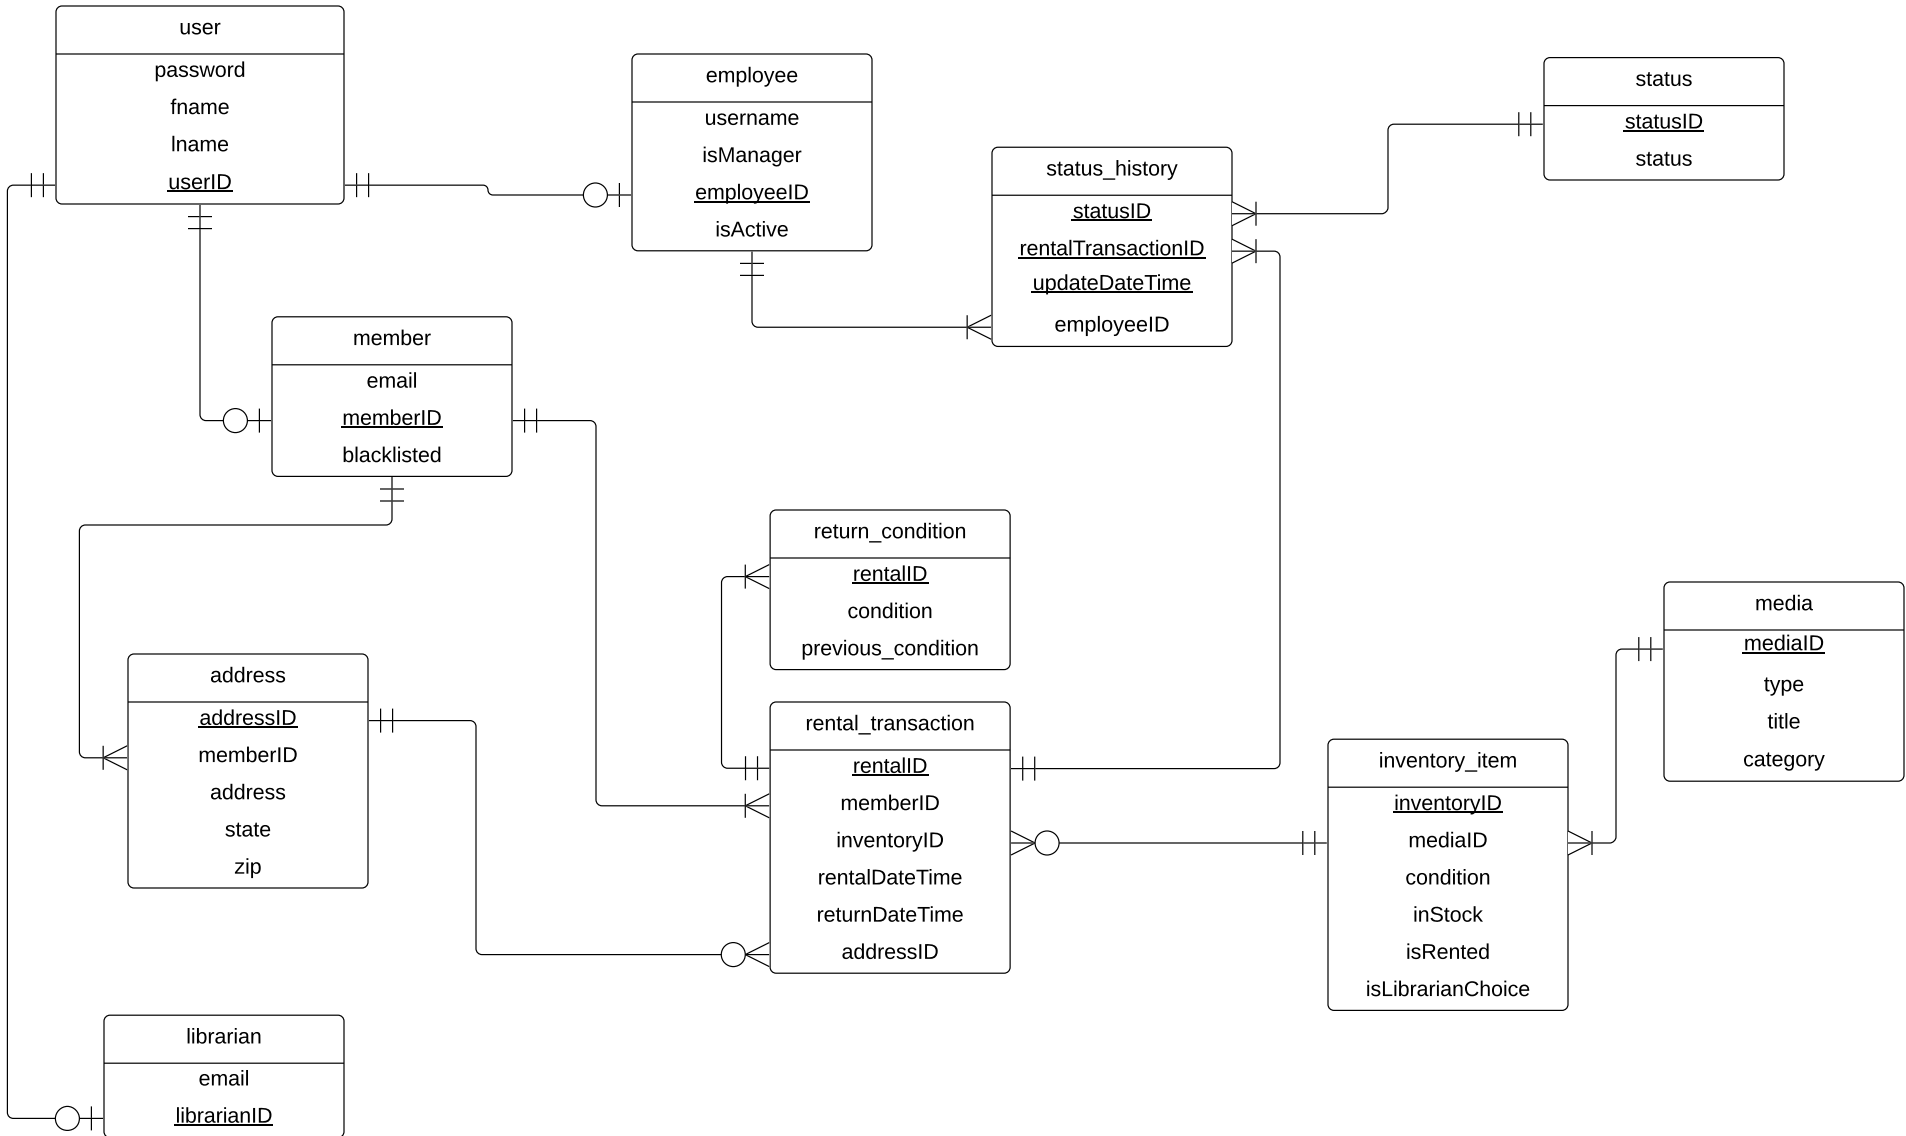 user
password
fname
lname
userID
employee
username
isManager
employeeID
isActive
status
statusID
status
status_history
statusID
rentalTransactionID
updateDateTime
employeeID
member
email
memberID
blacklisted
return_condition
rentalID
condition
previous_condition
media
mediaID
type
title
category
address
addressID
memberID
address
state
zip
rental_transaction
rentalID
memberID
inventoryID
rentalDateTime
returnDateTime
addressID
inventory_item
inventoryID
mediaID
condition
inStock
isRented
isLibrarianChoice
librarian
email
librarianID